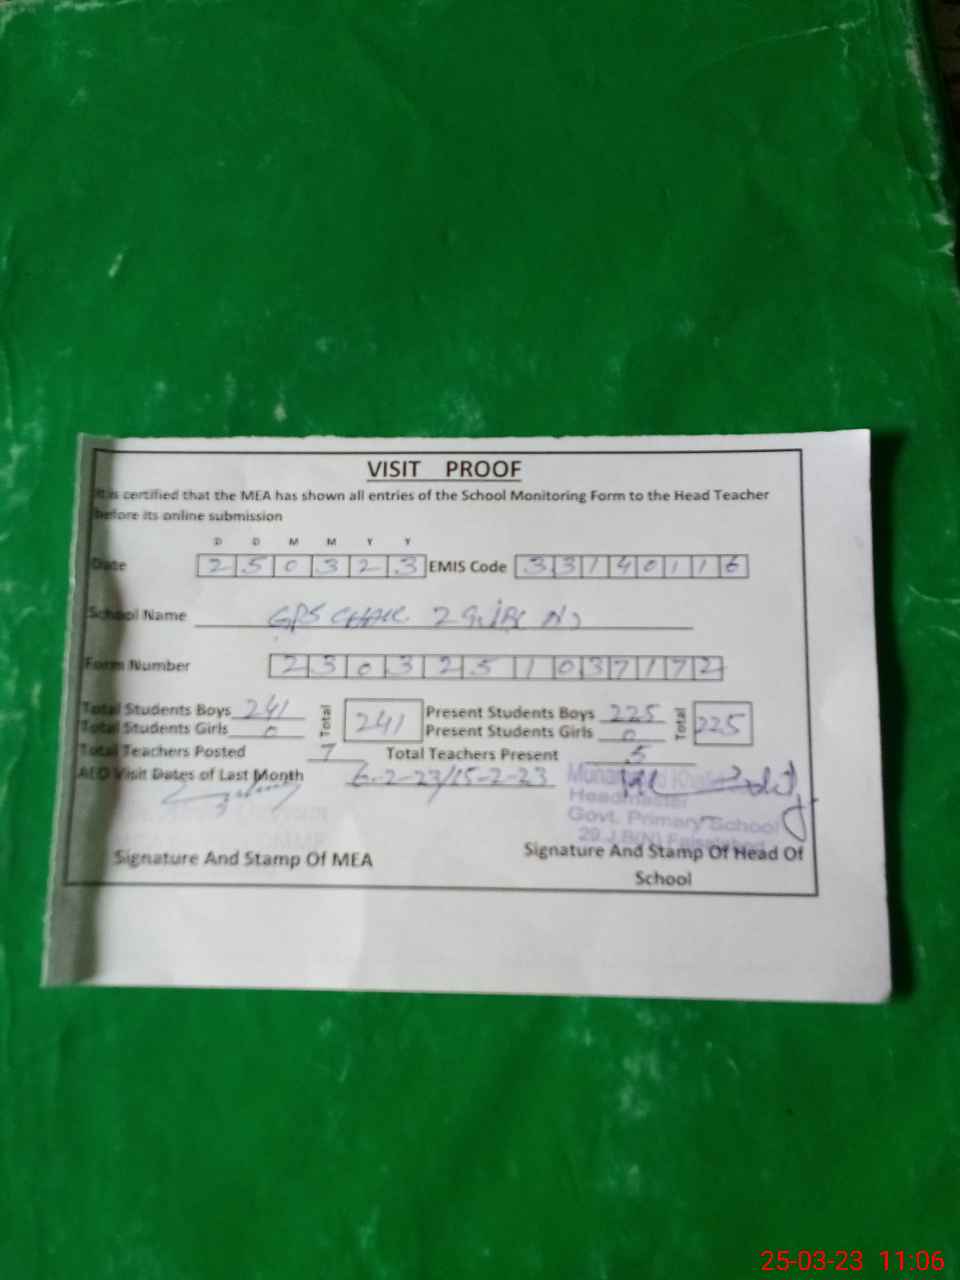 VISIT PROOF
It is certified that the MEA has shown all entries of the School Monitoring Form to the Head Teacher
before its online submission
D D M M Y Y
Date 2 5 0 3 2 3 EMIS Code 3 3 1 4 0 1 1 6
School Name GPS CHAK
Form Number 2 3 0 3 2 5 1 0 3 7 1 7 2
Total Students Boys 241 Total 241 Present Students Boys 225 Total 225
Total Students Girls 0 Present Students Girls 0
Total Teachers Posted 7 Total Teachers Present 5
AEO Visit Dates of Last Month 6-2-23/15-2-23
Headmaster
Govt. Primary School
Signature And Stamp Of MEA
Signature And Stamp Of Head Of
School
25-03-23 11:06